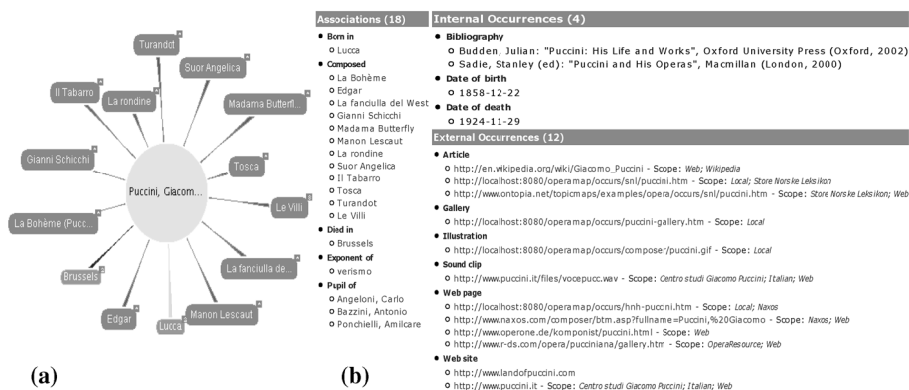 Turandot
Suor Angelica
Il Tabarro
La rondine
Madama Butterfl...
Gianni Schicchi
Tosca
Puccini, Giacom...
Le Villi
La Bohème (Pucc...
La fanciulla de...
Brussels
Edgar
Lucca
Manon Lescaut
(a)
Associations (18)
Born in
Lucca
Composed
La Bohème
Edgar
La fanciulla del West
Gianni Schicchi
Madama Butterfly
Manon Lescaut
La rondine
Suor Angelica
Il Tabarro
Tosca
Turandot
Le Villi
Died in
Brussels
Exponent of
verismo
Pupil of
Angeloni, Carlo
Bazzini, Antonio
Ponchielli, Amilcare
(b)
Internal Occurrences (4)
Bibliography
Budden, Julian: "Puccini: His Life and Works", Oxford University Press (Oxford, 2002)
Sadie, Stanley (ed): "Puccini and His Operas", Macmillan (London, 2000)
Date of birth
1858-12-22
Date of death
1924-11-29
External Occurrences (12)
Article
http://en.wikipedia.org/wiki/Giacomo_Puccini - Scope: Web; Wikipedia
http://localhost:8080/operamap/occurs/snl/puccini.htm - Scope: Local; Store Norske Leksikon
http://www.ontopia.net/topicmaps/examples/opera/occurs/snl/puccini.htm - Scope: Store Norske Leksikon; Web
Gallery
http://localhost:8080/operamap/occurs/puccini-gallery.htm - Scope: Local
Illustration
http://localhost:8080/operamap/occurs/composer/puccini.gif - Scope: Local
Sound clip
http://www.puccini.it/files/vocepucc.wav - Scope: Centro studi Giacomo Puccini; Italian; Web
Web page
http://localhost:8080/operamap/occurs/hnh-puccini.htm - Scope: Local; Naxos
http://www.naxos.com/composer/btm.asp?fullname=Puccini,%20Giacomo - Scope: Naxos; Web
http://www.operone.de/komponist/puccini.html - Scope: Web
http://www.r-ds.com/opera/pucciniana/gallery.htm - Scope: OperaResource; Web
Web site
http://www.landofpuccini.com
http://www.puccini.it - Scope: Centro studi Giacomo Puccini; Italian; Web